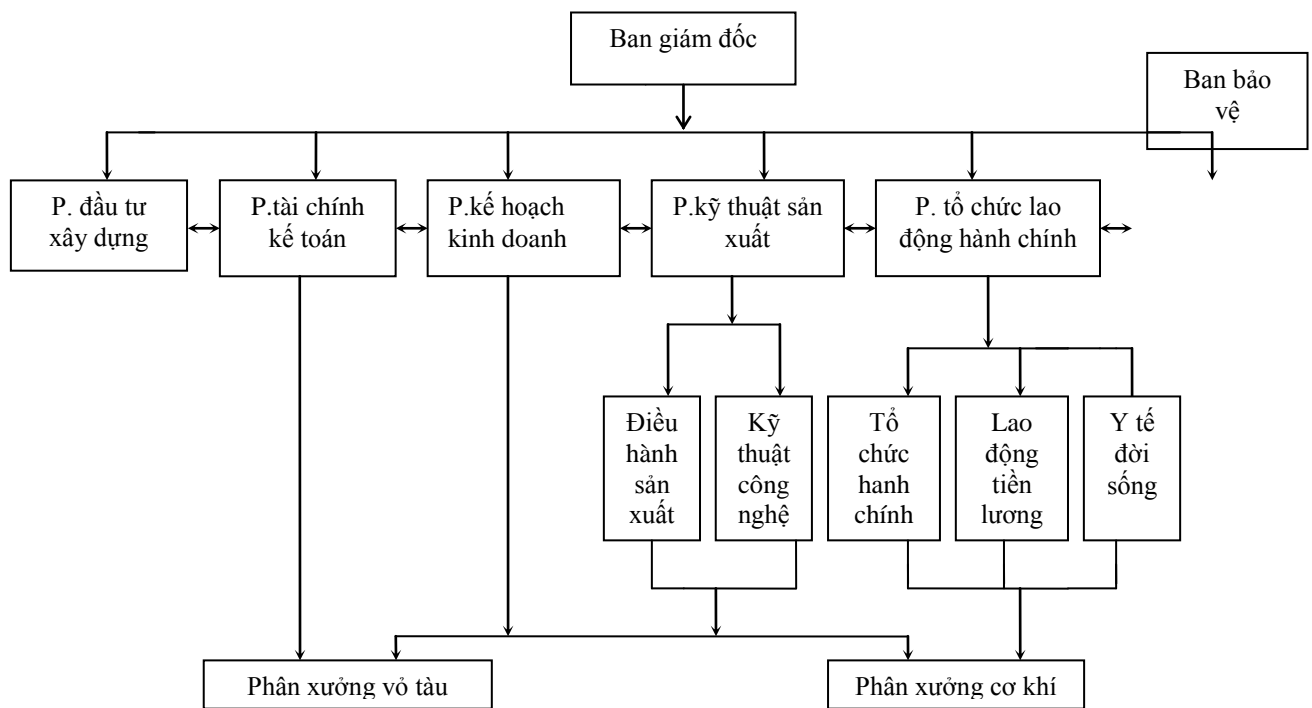 Ban giám đốc
Ban bảo
vệ
P. đầu tư
xây dựng
P.tài chính
kế toán
P.kế hoạch
kinh doanh
P.kỹ thuật sản
xuất
P. tổ chức lao
động hành chính
Điều
hành
sản
xuất
Kỹ
thuật
công
nghệ
Tổ
chức
hanh
chính
Lao
động
tiền
lương
Y tế
đời
sống
Phân xưởng vỏ tàu
Phân xưởng cơ khí